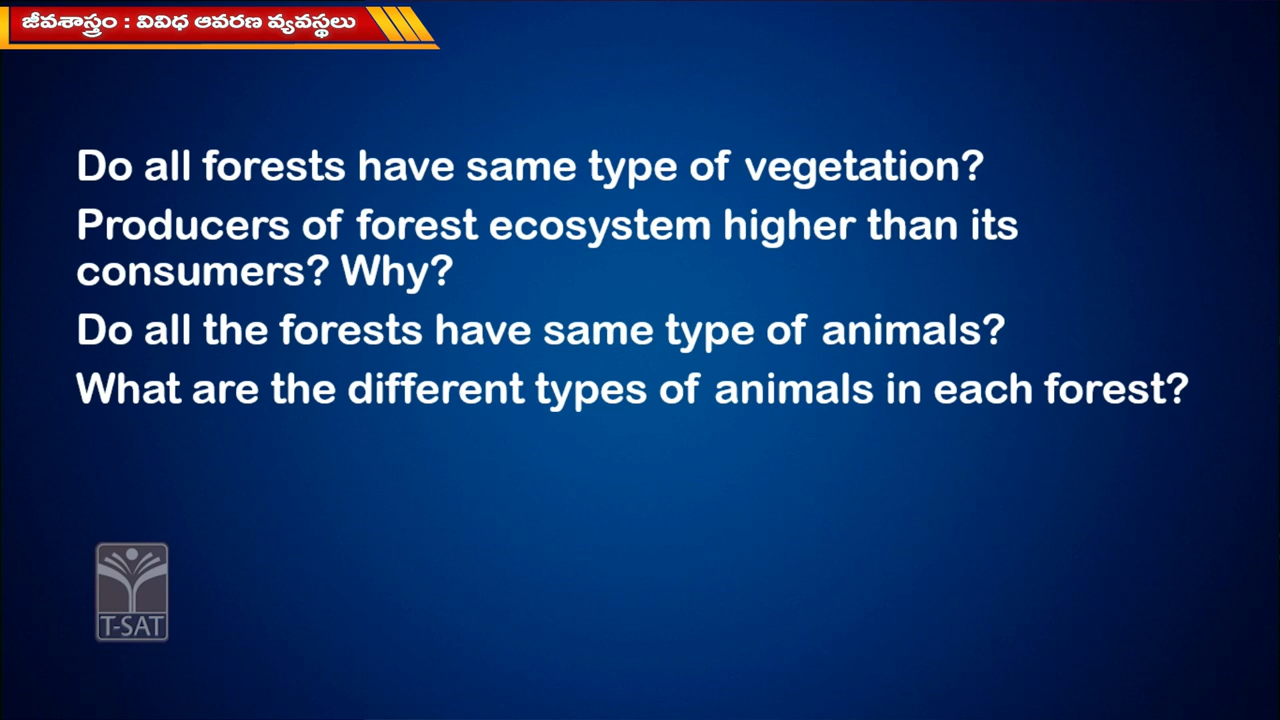 జీవశాస్త్రం : వివిధ ఆవరణ వ్యవస్థలు
Do all forests have same type of vegetation?
Producers of forest ecosystem higher than its
consumers? Why?
Do all the forests have same type of animals?
What are the different types of animals in each forest?
T-SAT